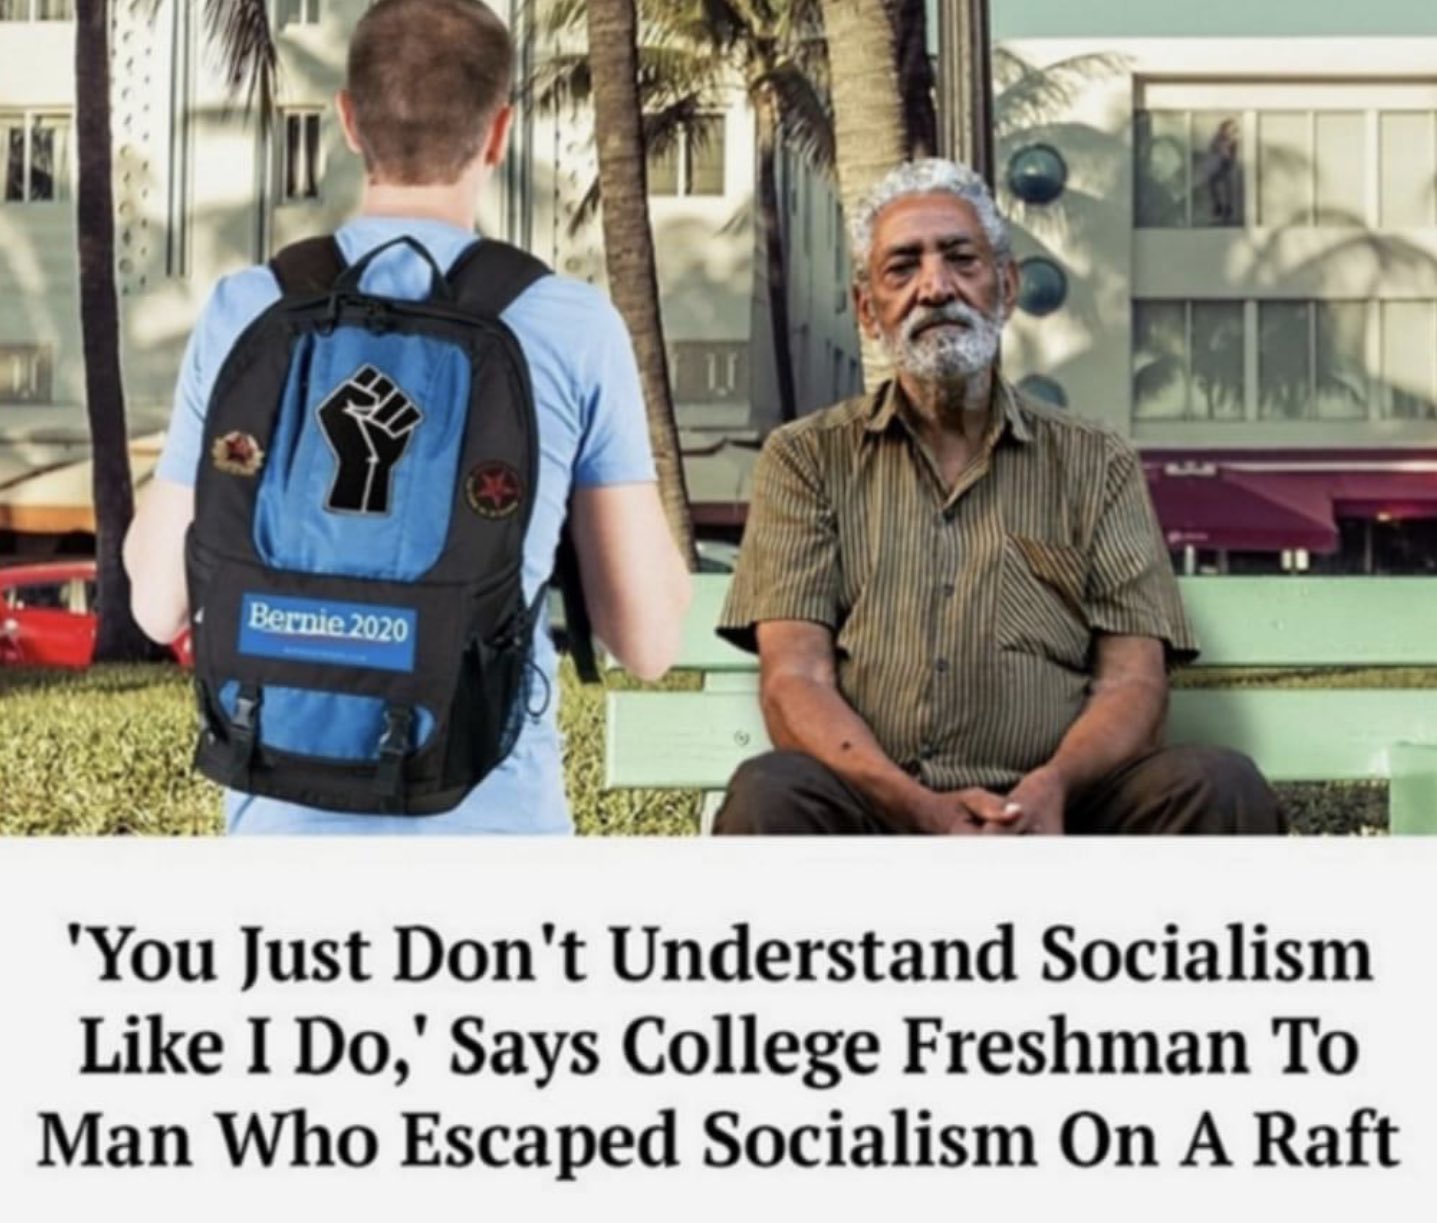 Bernie 2020
'You Just Don't Understand Socialism
Like I Do,' Says College Freshman To
Man Who Escaped Socialism On A Raft